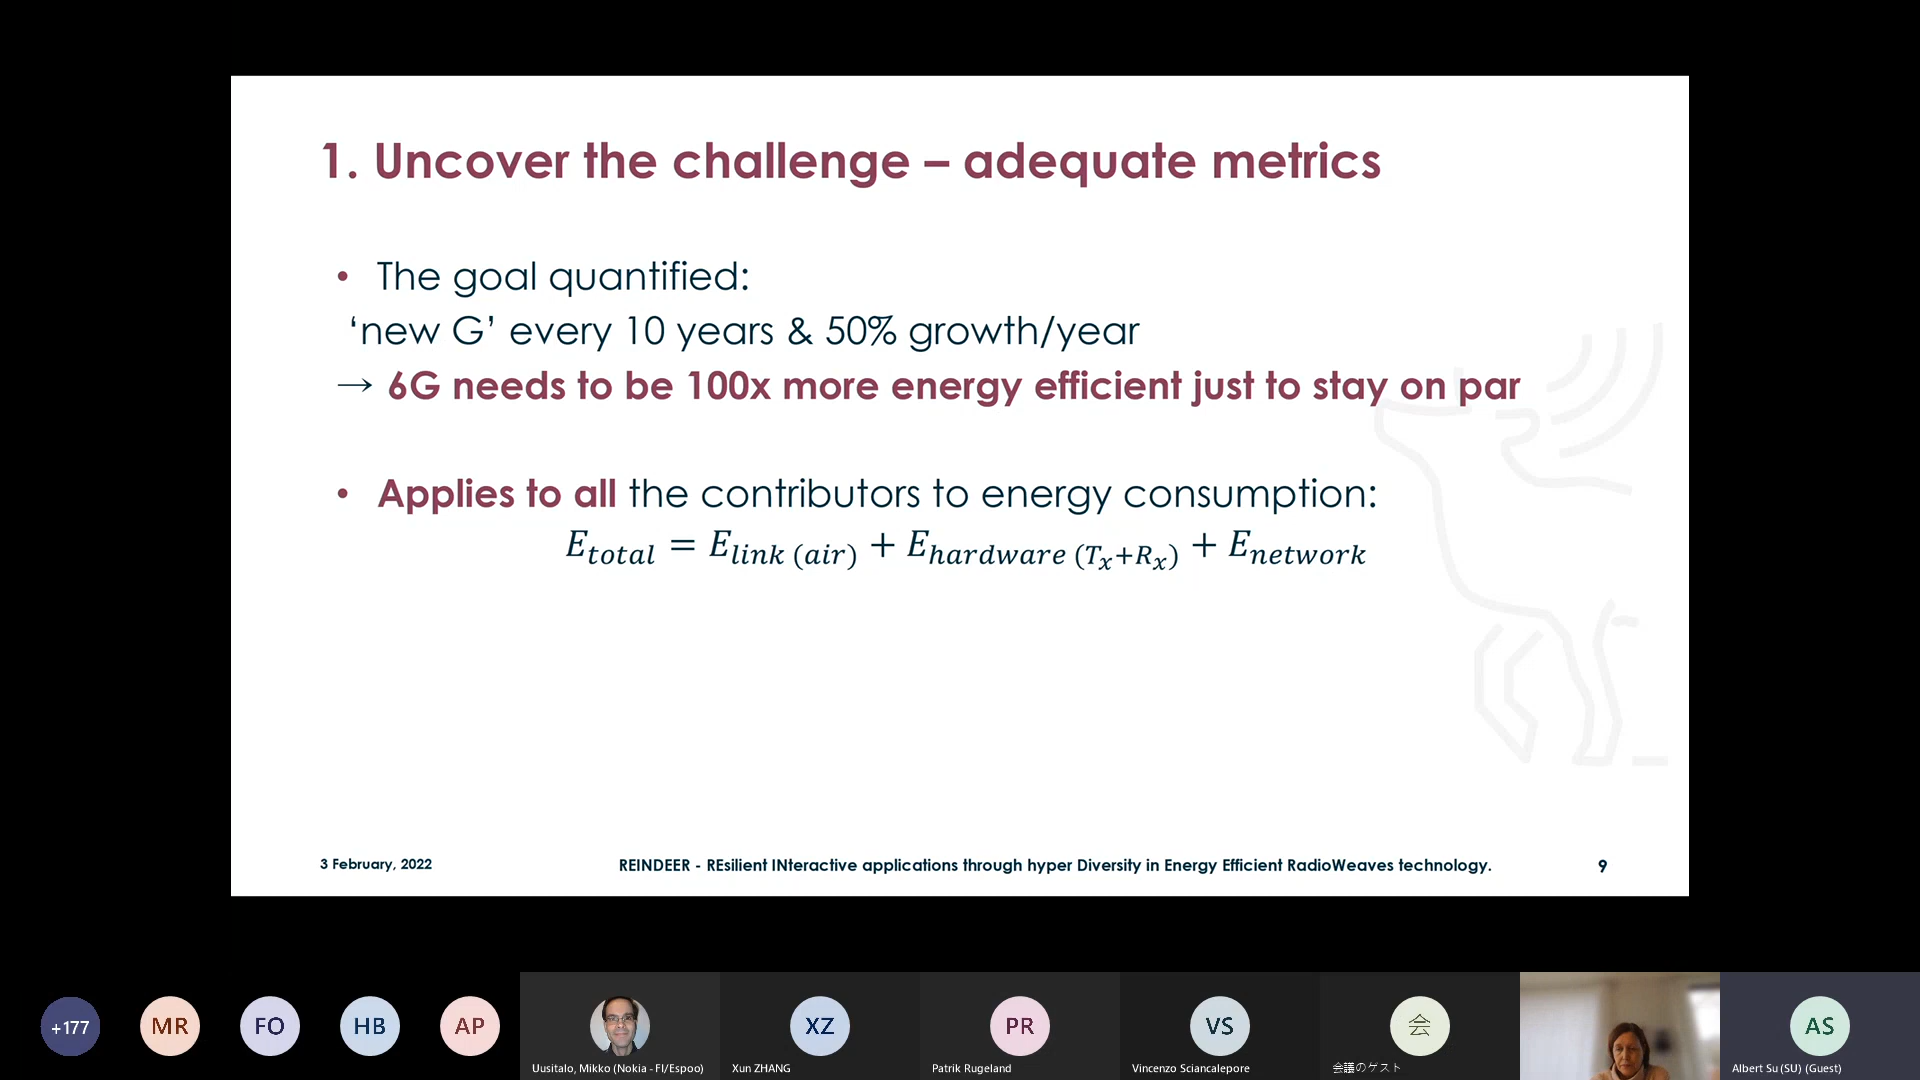 1. Uncover the challenge – adequate metrics
• The goal quantified:
‘new G’ every 10 years & 50% growth/year
→ 6G needs to be 100x more energy efficient just to stay on par
• Applies to all the contributors to energy consumption:
E_total = E_link (air) + E_hardware (T_x+R_x) + E_network
3 February, 2022
REINDEER - REsilient INteractive applications through hyper Diversity in Energy Efficient RadioWeaves technology.
9
+177
MR
FO
HB
AP
Uusitalo, Mikko (Nokia - FI/Espoo)
XZ
Xun ZHANG
PR
Patrik Rugeland
VS
Vincenzo Sciancalepore
会
会議のゲスト
AS
Albert Su (SU) (Guest)